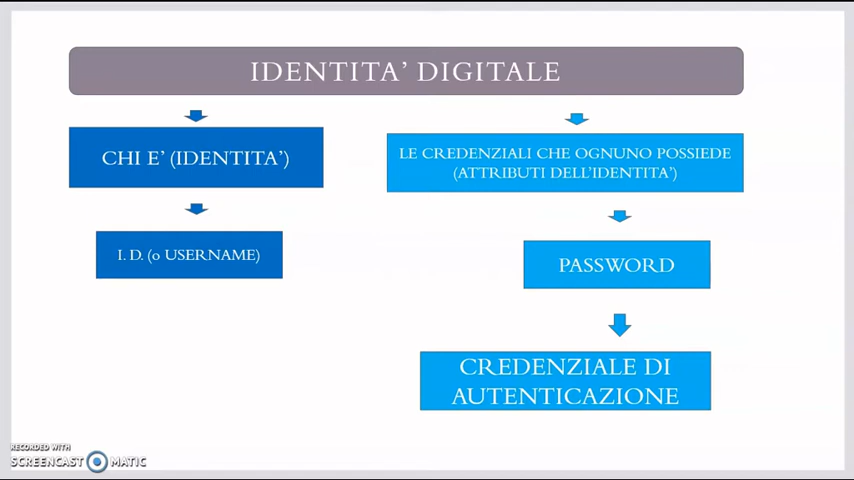 IDENTITA' DIGITALE
CHI E' (IDENTITA')
LE CREDENZIALI CHE OGNUNO POSSIEDE
(ATTRIBUTI DELL'IDENTITA')
I. D. (o USERNAME)
PASSWORD
CREDENZIALE DI
AUTENTICAZIONE
RECORDED WITH
SCREENCAST MATIC